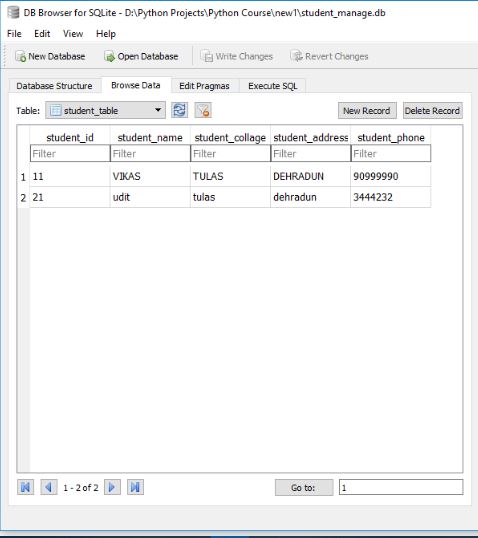 DB Browser for SQLite - D:\Python Projects\Python Course\new1\student_manage.db
File Edit View Help
New Database Open Database Write Changes Revert Changes
Database Structure Browse Data Edit Pragmas Execute SQL
Table: student_table New Record Delete Record
student_id student_name student_collage student_address student_phone
Filter Filter Filter Filter Filter
1 11 VIKAS TULAS DEHRADUN 90999990
2 21 udit tulas dehradun 3444232
1 - 2 of 2 Go to: 1